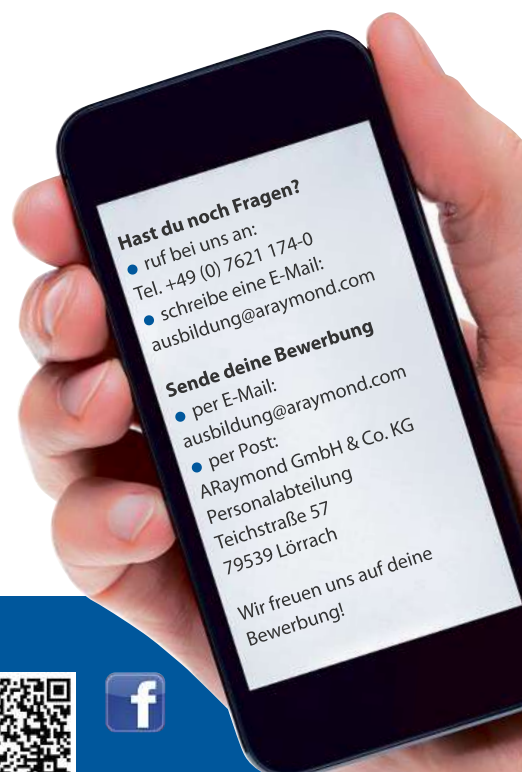 Hast du noch Fragen?
● ruf bei uns an:
Tel. +49 (0) 7621 174-0
● schreibe eine E-Mail:
ausbildung@araymond.com
Sende deine Bewerbung
● per E-Mail:
ausbildung@araymond.com
● per Post:
ARaymond GmbH & Co. KG
Personalabteilung
Teichstraße 57
79539 Lörrach
Wir freuen uns auf deine
Bewerbung!
f